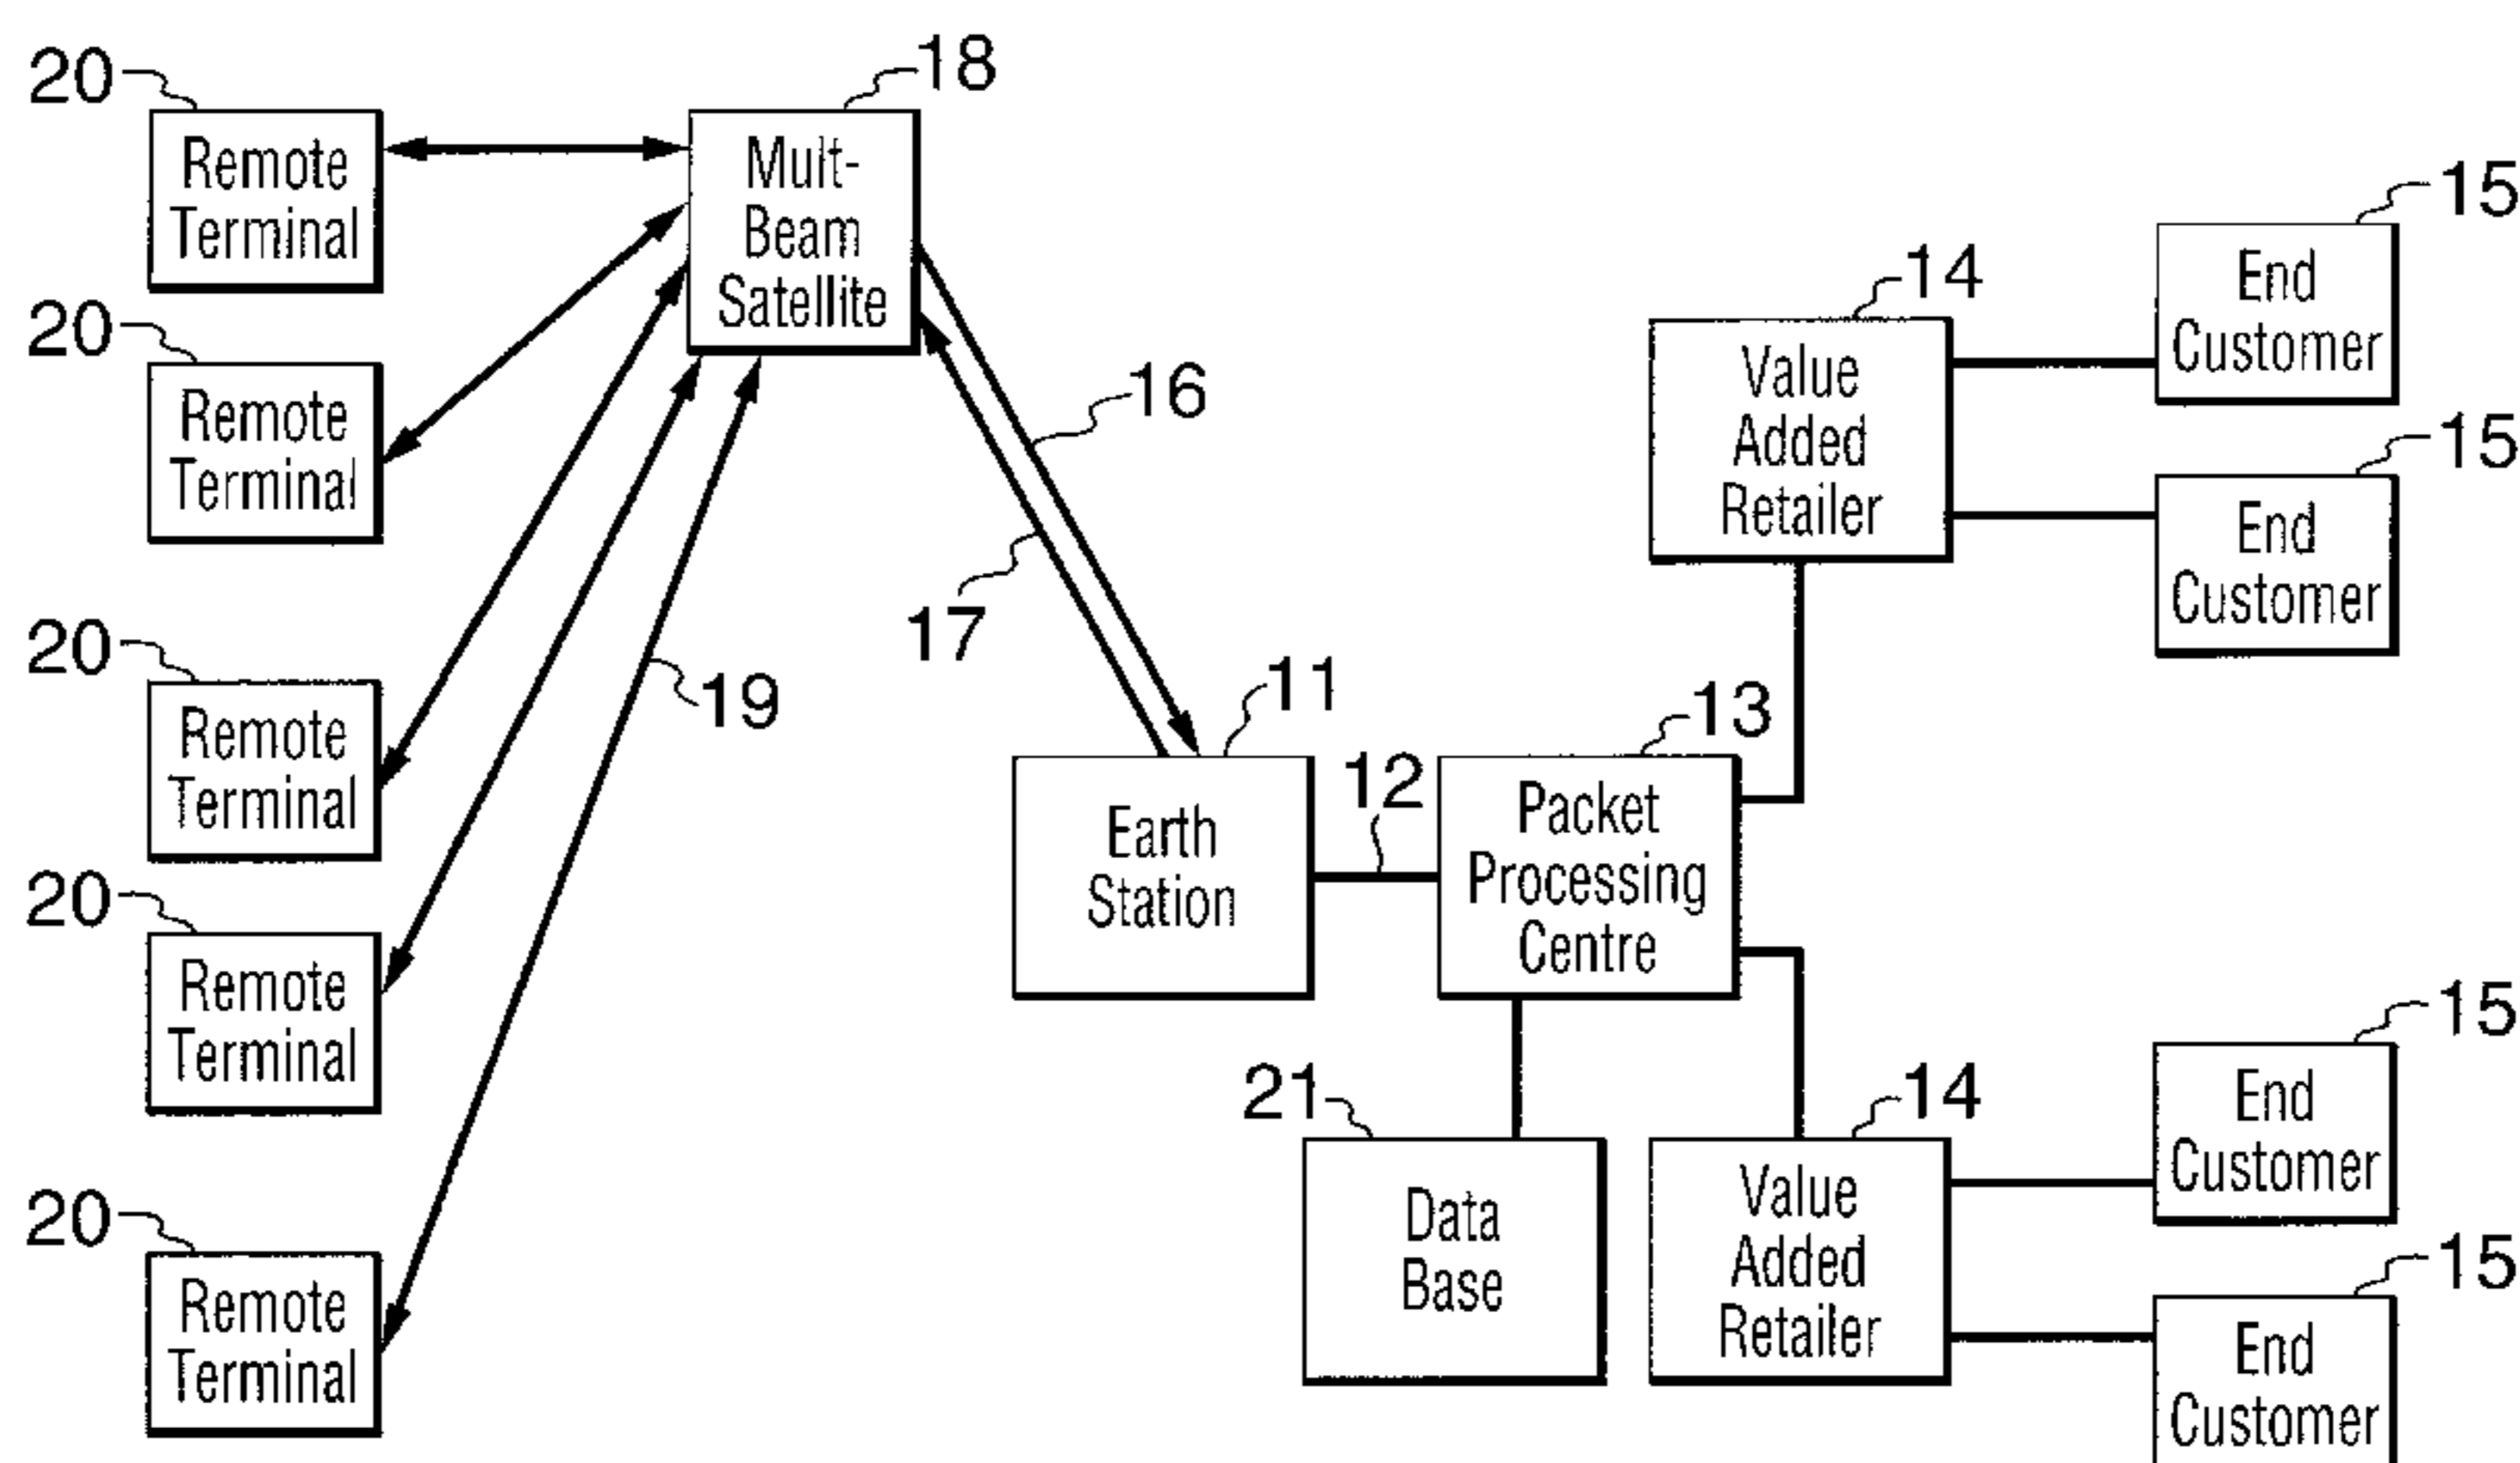 20
Remote
Terminal
18
Mult-
Beam
Satellite
20
Remote
Terminal
20
Remote
Terminal
20
Remote
Terminal
20
Remote
Terminal
16
17
19
11
Earth
Station
12
13
Packet
Processing
Centre
21
Data
Base
14
Value
Added
Retailer
15
End
Customer
15
End
Customer
14
Value
Added
Retailer
15
End
Customer
15
End
Customer